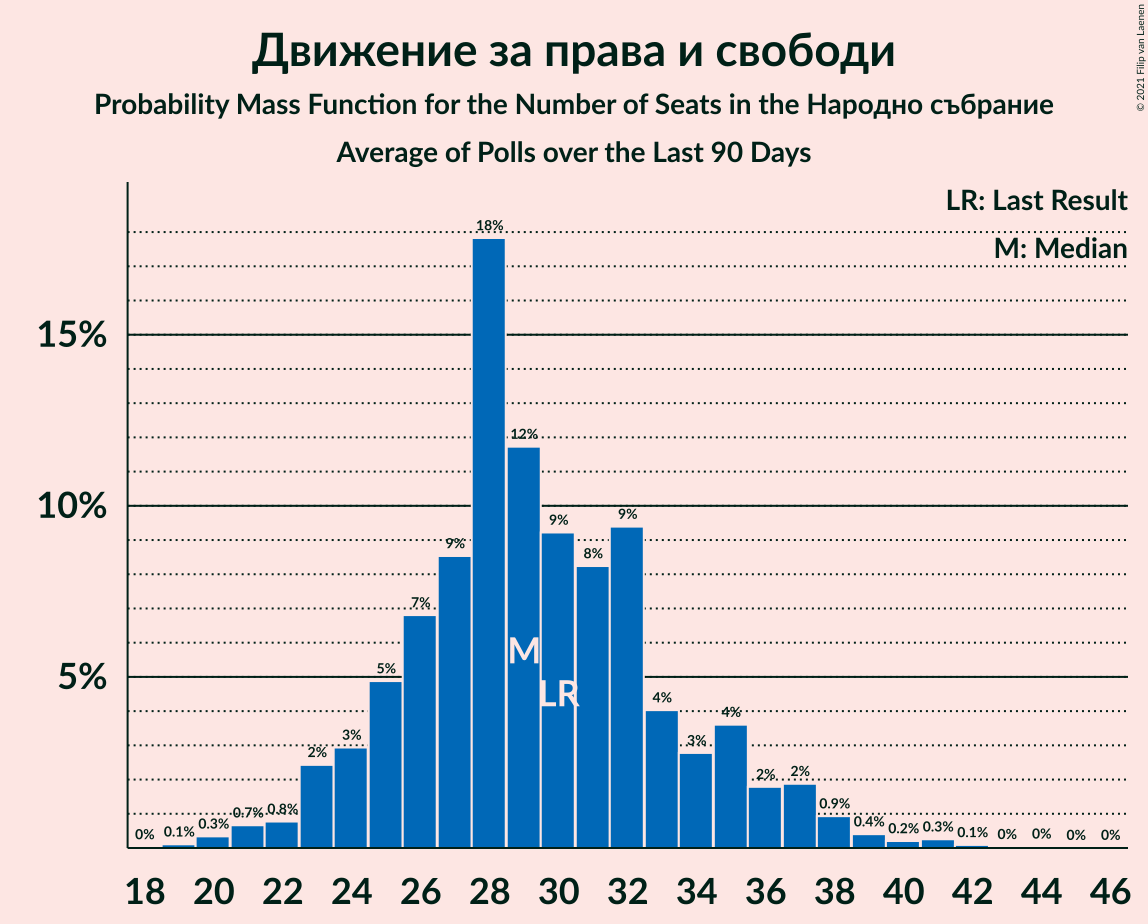 Движение за права и свободи
Probability Mass Function for the Number of Seats in the Народно събрание
Average of Polls over the Last 90 Days
© 2021 Filip van Laenen
LR: Last Result
M: Median
15%
10%
5%
0% 0.1% 0.3% 0.7% 0.8% 2% 3% 5% 7% 9% 18% 12% 9% 8% 9% 4% 3% 4% 2% 2% 0.9% 0.4% 0.2% 0.3% 0.1% 0% 0% 0% 0%
M
LR
18 20 22 24 26 28 30 32 34 36 38 40 42 44 46